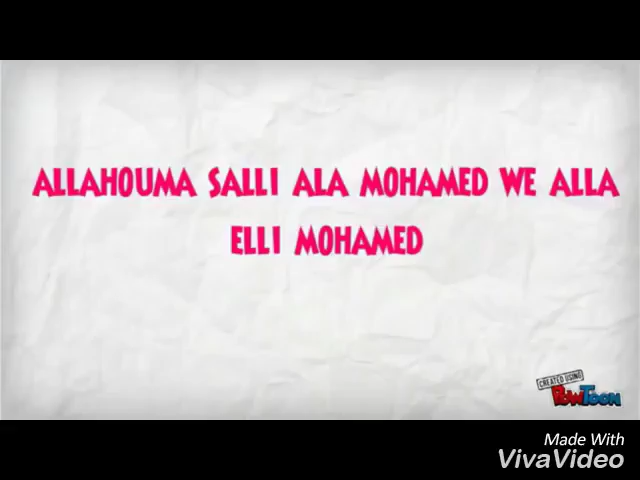 ALLAHOUMA SALLI ALA MOHAMED WE ALLA
ELLI MOHAMED
CREATED USING
POWTOON
Made With
VivaVideo